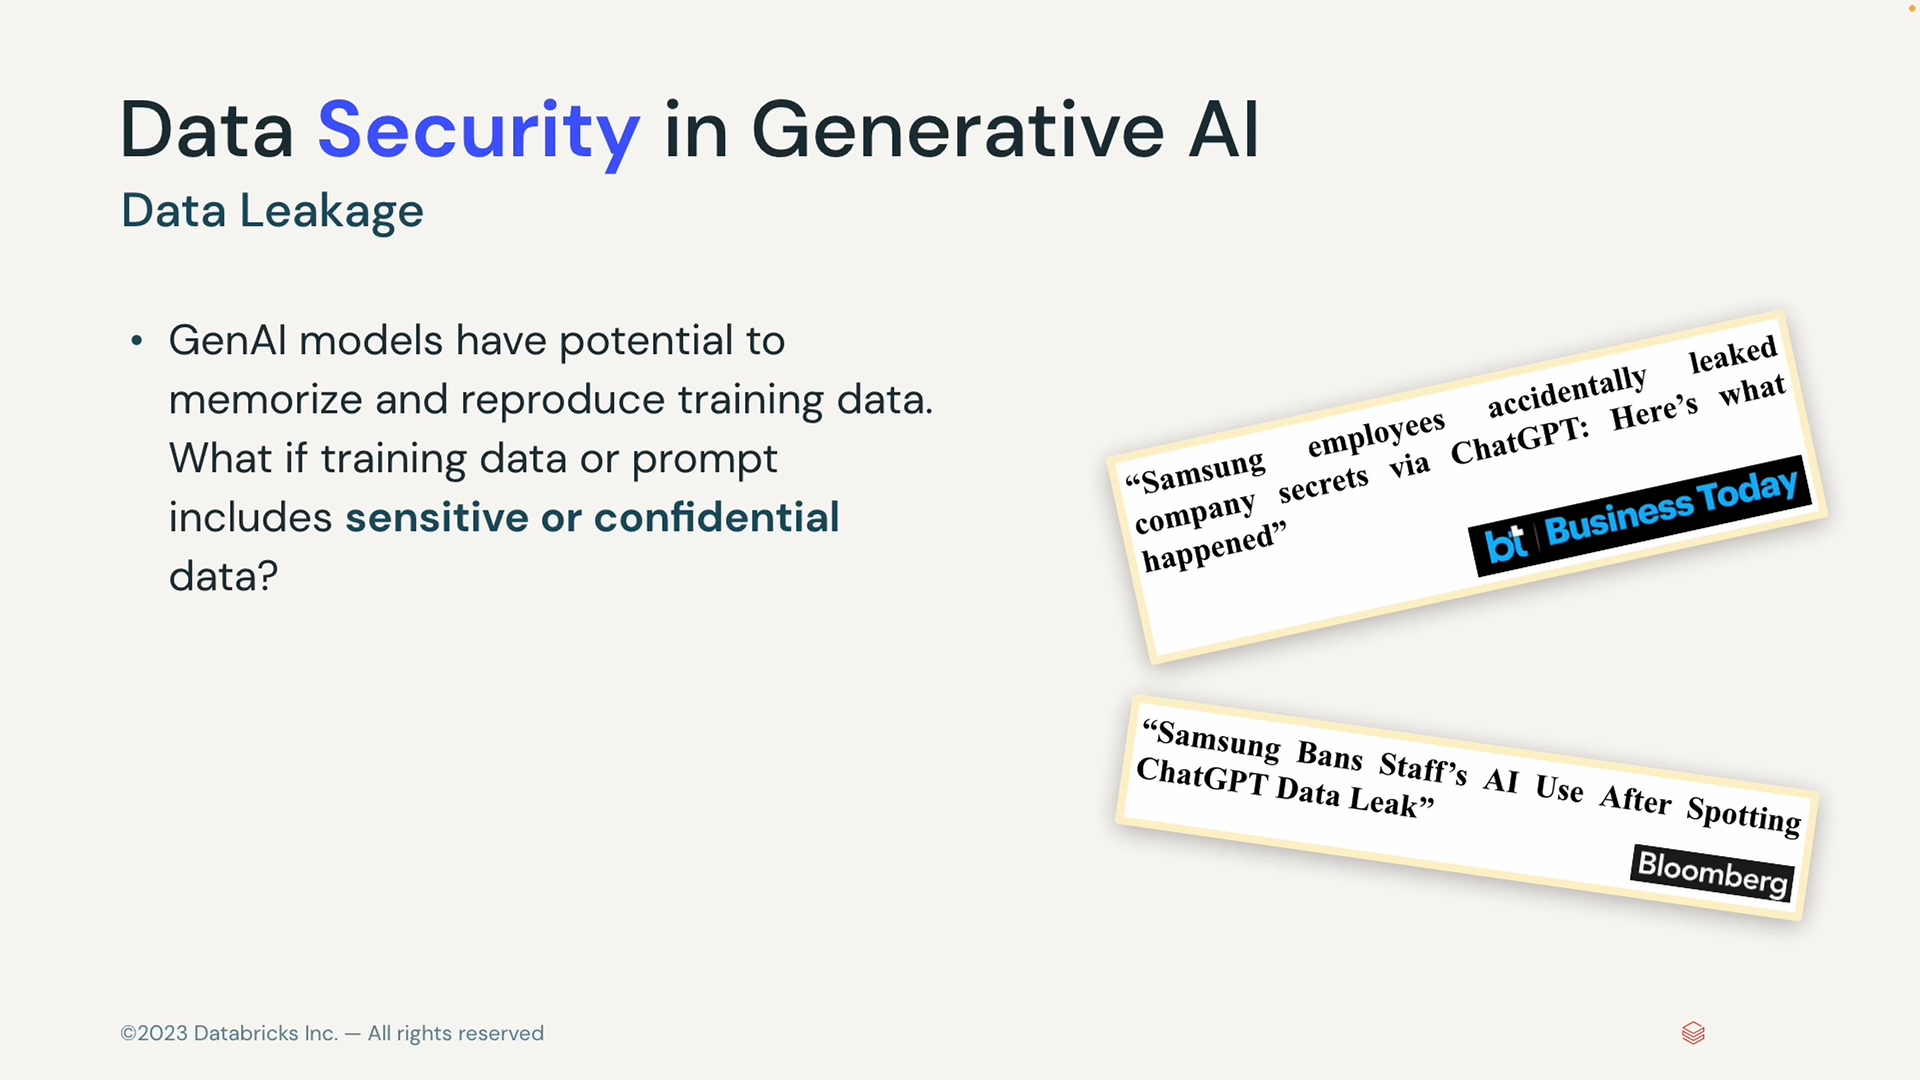 Data Security in Generative AI
Data Leakage
• GenAI models have potential to
memorize and reproduce training data.
What if training data or prompt
includes sensitive or confidential
data?
“Samsung employees accidentally leaked
company secrets via ChatGPT: Here’s what
happened”
bt Business Today
“Samsung Bans Staff’s AI Use After Spotting
ChatGPT Data Leak”
Bloomberg
©2023 Databricks Inc. — All rights reserved